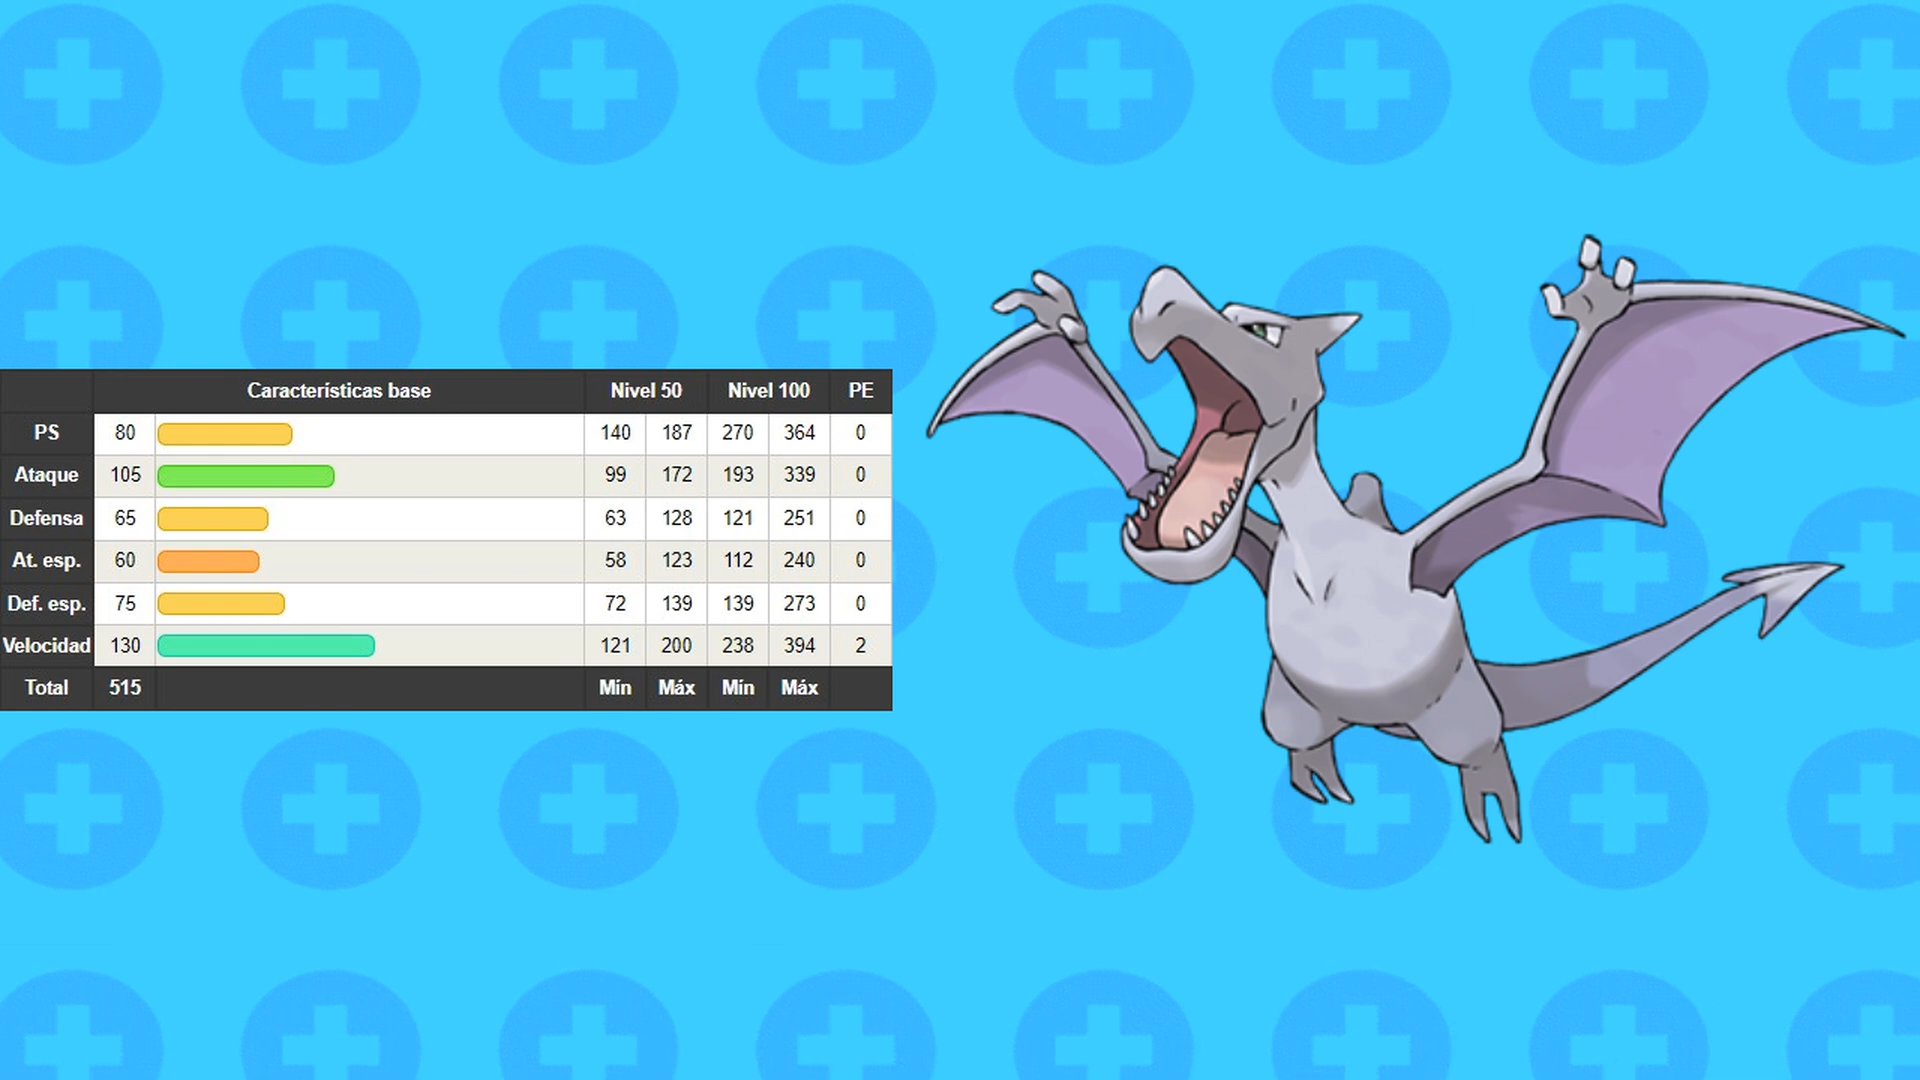 Características base Nivel 50 Nivel 100 PE
PS 80 140 187 270 364 0
Ataque 105 99 172 193 339 0
Defensa 65 63 128 121 251 0
At. esp. 60 58 123 112 240 0
Def. esp. 75 72 139 139 273 0
Velocidad 130 121 200 238 394 2
Total 515 Mín Máx Mín Máx